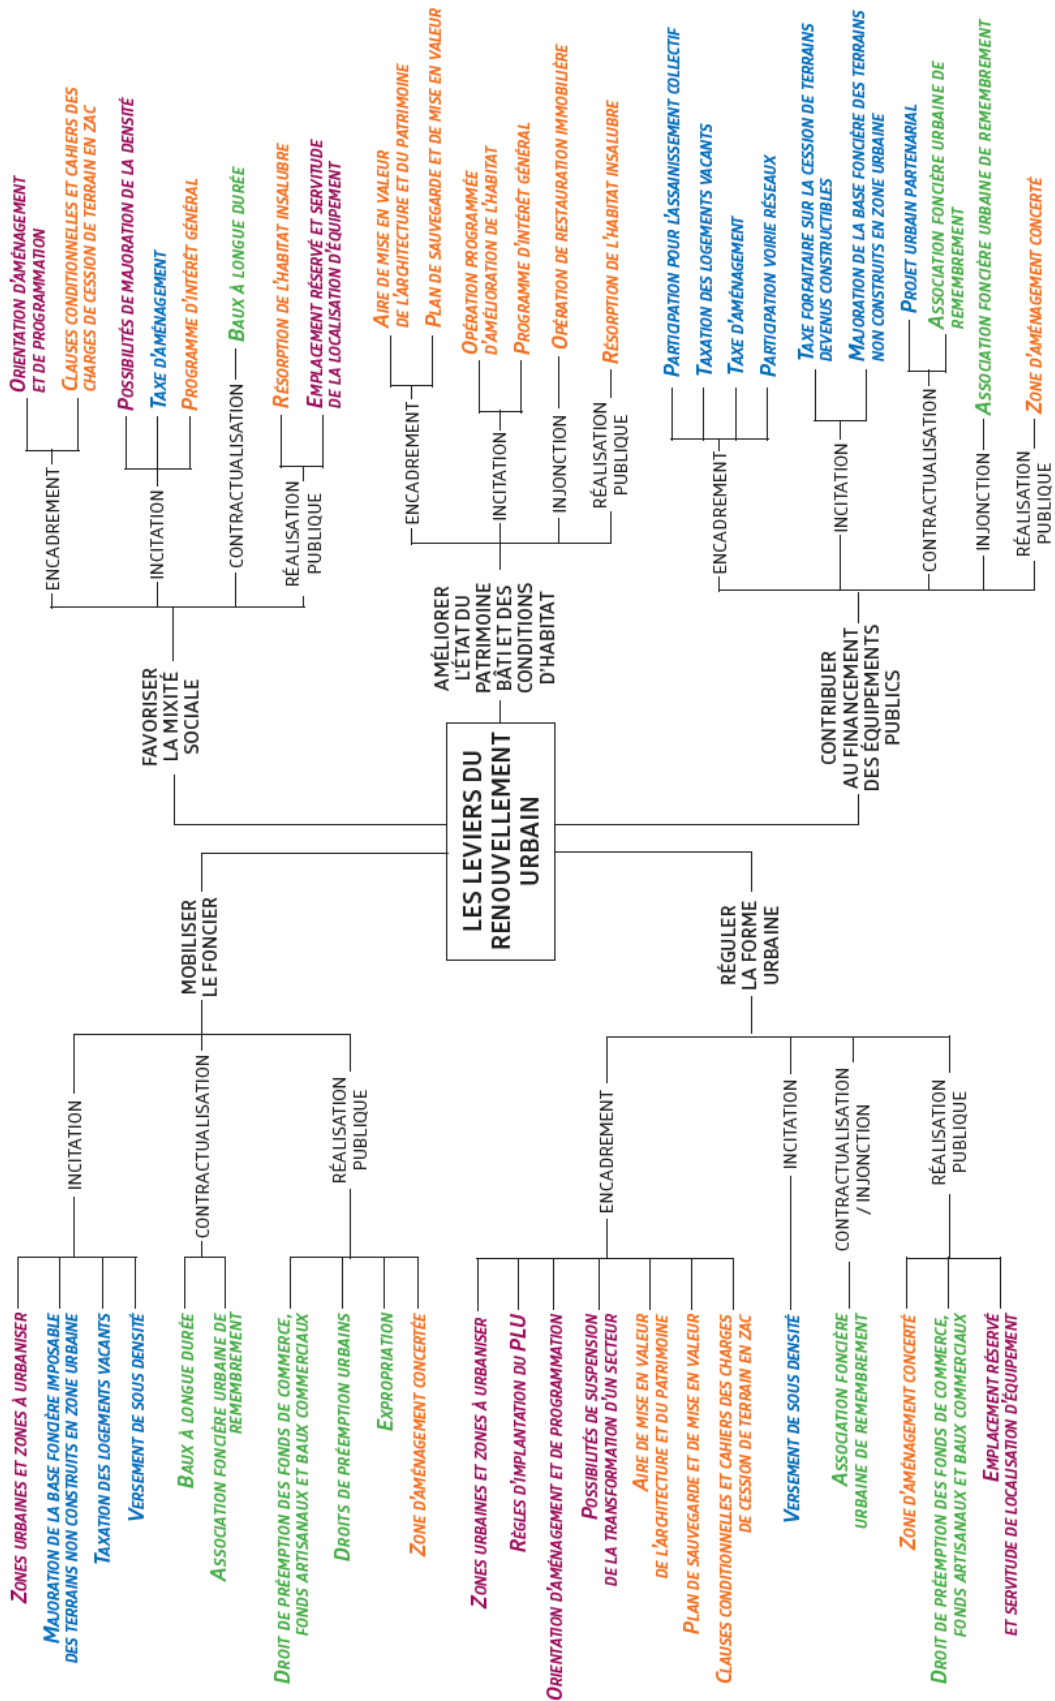 LES LEVIERS DU
RENOUVELLEMENT
URBAIN
MOBILISER
LE FONCIER
INCITATION
ZONES URBAINES ET ZONES À URBANISER
MAJORATION DE LA BASE FONCIÈRE IMPOSABLE
DES TERRAINS NON CONSTRUITS EN ZONE URBAINE
TAXATION DES LOGEMENTS VACANTS
VERSEMENT DE SOUS DENSITÉ
CONTRACTUALISATION
BAUX À LONGUE DURÉE
ASSOCIATION FONCIÈRE URBAINE DE
REMEMBREMENT
RÉALISATION
PUBLIQUE
DROIT DE PRÉEMPTION DES FONDS DE COMMERCE,
FONDS ARTISANAUX ET BAUX COMMERCIAUX
DROITS DE PRÉEMPTION URBAINS
EXPROPRIATION
ZONE D'AMÉNAGEMENT CONCERTÉE
RÉGULER
LA FORME
URBAINE
ENCADREMENT
ZONES URBAINES ET ZONES À URBANISER
RÈGLES D'IMPLANTATION DU PLU
ORIENTATION D'AMÉNAGEMENT ET DE PROGRAMMATION
POSSIBILITÉS DE SUSPENSION
DE LA TRANSFORMATION D'UN SECTEUR
AIRE DE MISE EN VALEUR
DE L'ARCHITECTURE ET DU PATRIMOINE
PLAN DE SAUVEGARDE ET DE MISE EN VALEUR
CLAUSES CONDITIONNELLES ET CAHIERS DES CHARGES
DE CESSION DE TERRAIN EN ZAC
INCITATION
VERSEMENT DE SOUS DENSITÉ
CONTRACTUALISATION
/ INJONCTION
ASSOCIATION FONCIÈRE
URBAINE DE REMEMBREMENT
RÉALISATION
PUBLIQUE
ZONE D'AMÉNAGEMENT CONCERTÉ
DROIT DE PRÉEMPTION DES FONDS DE COMMERCE,
FONDS ARTISANAUX ET BAUX COMMERCIAUX
EMPLACEMENT RÉSERVÉ
ET SERVITUDE DE LOCALISATION D'ÉQUIPEMENT
FAVORISER
LA MIXITÉ
SOCIALE
ENCADREMENT
ORIENTATION D'AMÉNAGEMENT
ET DE PROGRAMMATION
CLAUSES CONDITIONNELLES ET CAHIERS DES
CHARGES DE CESSION DE TERRAIN EN ZAC
INCITATION
POSSIBILITÉS DE MAJORATION DE LA DENSITÉ
TAXE D'AMÉNAGEMENT
PROGRAMME D'INTÉRÊT GÉNÉRAL
CONTRACTUALISATION
BAUX À LONGUE DURÉE
RÉALISATION
PUBLIQUE
RÉSORPTION DE L'HABITAT INSALUBRE
EMPLACEMENT RÉSERVÉ ET SERVITUDE
DE LA LOCALISATION D'ÉQUIPEMENT
AMÉLIORER
L'ÉTAT DU
PATRIMOINE
BÂTI ET DES
CONDITIONS
D'HABITAT
ENCADREMENT
AIRE DE MISE EN VALEUR
DE L'ARCHITECTURE ET DU PATRIMOINE
PLAN DE SAUVEGARDE ET DE MISE EN VALEUR
INCITATION
OPÉRATION PROGRAMMÉE
D'AMÉLIORATION DE L'HABITAT
PROGRAMME D'INTÉRÊT GÉNÉRAL
INJONCTION
OPÉRATION DE RESTAURATION IMMOBILIÈRE
RÉALISATION
PUBLIQUE
RÉSORPTION DE L'HABITAT INSALUBRE
CONTRIBUER
AU FINANCEMENT
DES ÉQUIPEMENTS
PUBLICS
ENCADREMENT
PARTICIPATION POUR L'ASSAINISSEMENT COLLECTIF
TAXATION DES LOGEMENTS VACANTS
TAXE D'AMÉNAGEMENT
PARTICIPATION VOIRIE RÉSEAUX
INCITATION
TAXE FORFAITAIRE SUR LA CESSION DE TERRAINS
DEVENUS CONSTRUCTIBLES
MAJORATION DE LA BASE FONCIÈRE DES TERRAINS
NON CONSTRUITS EN ZONE URBAINE
CONTRACTUALISATION
PROJET URBAIN PARTENARIAL
ASSOCIATION FONCIÈRE URBAINE DE
REMEMBREMENT
INJONCTION
ASSOCIATION FONCIÈRE URBAINE DE REMEMBREMENT
RÉALISATION
PUBLIQUE
ZONE D'AMÉNAGEMENT CONCERTÉ